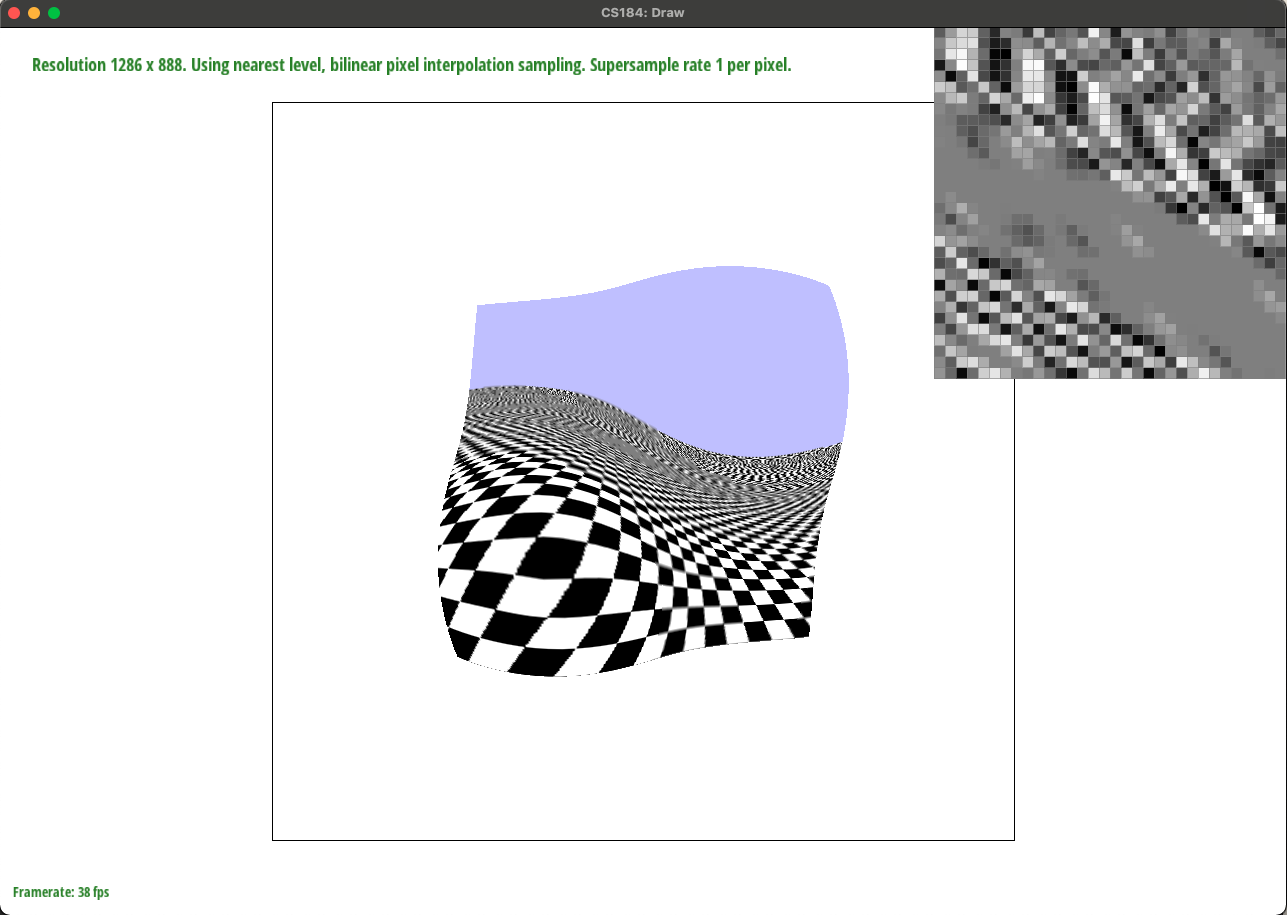 CS184: Draw
Resolution 1286 x 888. Using nearest level, bilinear pixel interpolation sampling. Supersample rate 1 per pixel.
Framerate: 38 fps